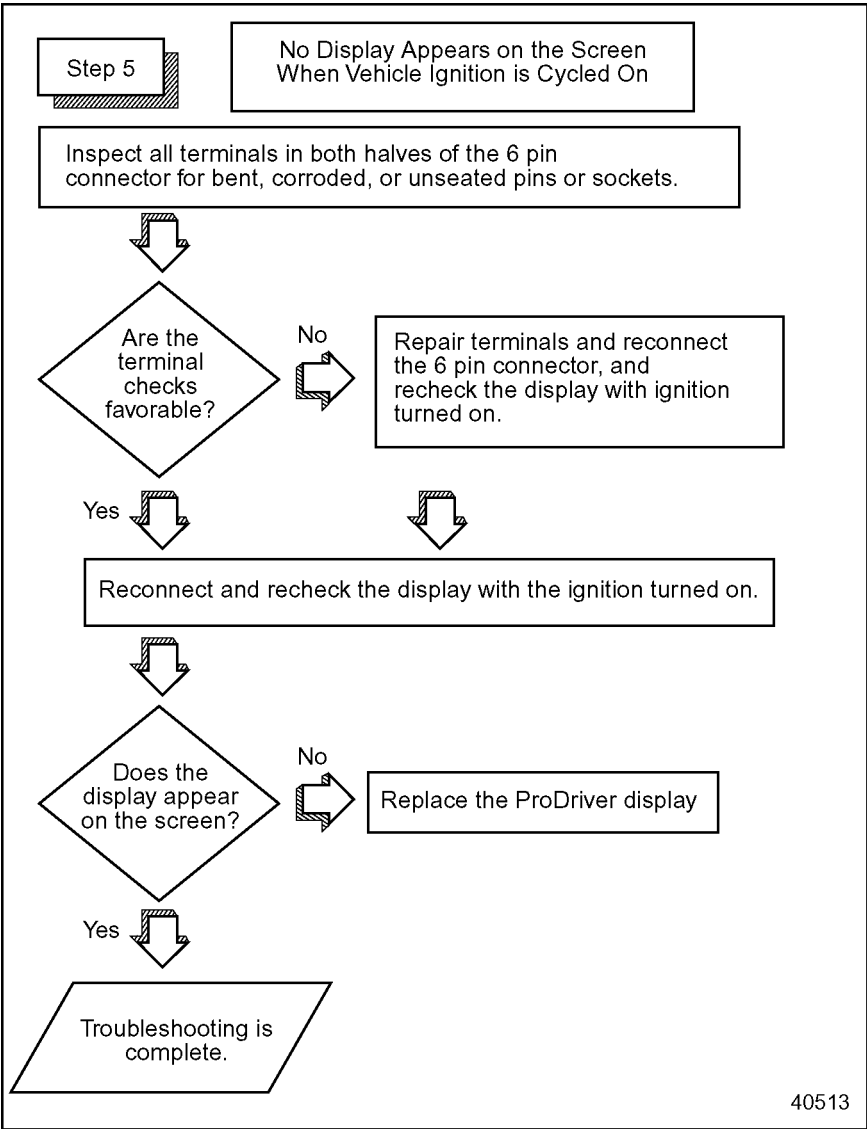 Step 5
No Display Appears on the Screen
When Vehicle Ignition is Cycled On
Inspect all terminals in both halves of the 6 pin
connector for bent, corroded, or unseated pins or sockets.
Are the
terminal
checks
favorable?
No
Repair terminals and reconnect
the 6 pin connector, and
recheck the display with ignition
turned on.
Yes
Reconnect and recheck the display with the ignition turned on.
Does the
display appear
on the screen?
No
Replace the ProDriver display
Yes
Troubleshooting is
complete.
40513